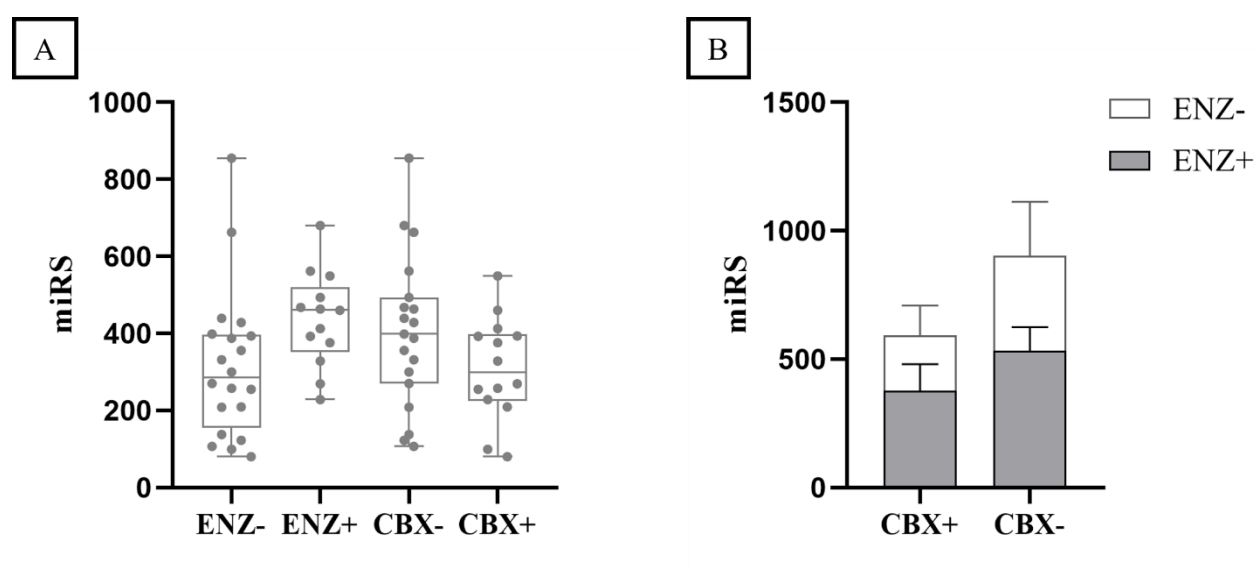 A
1000
800
600
400
200
0
miRS
ENZ- ENZ+ CBX- CBX+
B
1500
1000
500
0
miRS
CBX+ CBX-
ENZ-
ENZ+